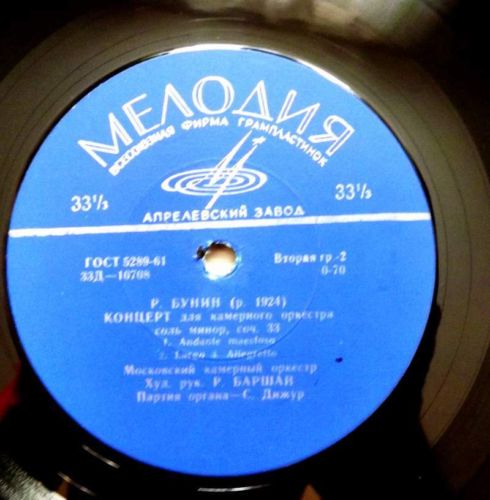 МЕЛОДИЯ
ВСЕСОЮЗНАЯ ФИРМА ГРАМПЛАСТИНОК
33⅓ 33⅓
АПРЕЛЕВСКИЙ ЗАВОД
ГОСТ 5289-61 Вторая гр.-2
33Д—10708 0-70
Р. БУНИН (р. 1924)
КОНЦЕРТ для камерного оркестра
соль минор, соч. 33
1. Andante maestoso
2. Largo 3. Allegretto
Московский камерный оркестр
Худ. рук. Р. БАРШАЙ
Партия органа—С. Дижур